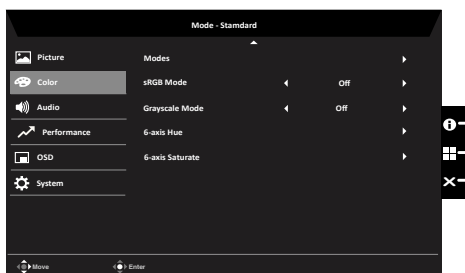 Mode - Stamdard
Picture
Color
Audio
Performance
OSD
System
Modes
sRGB Mode Off
Grayscale Mode Off
6-axis Hue
6-axis Saturate
Move Enter